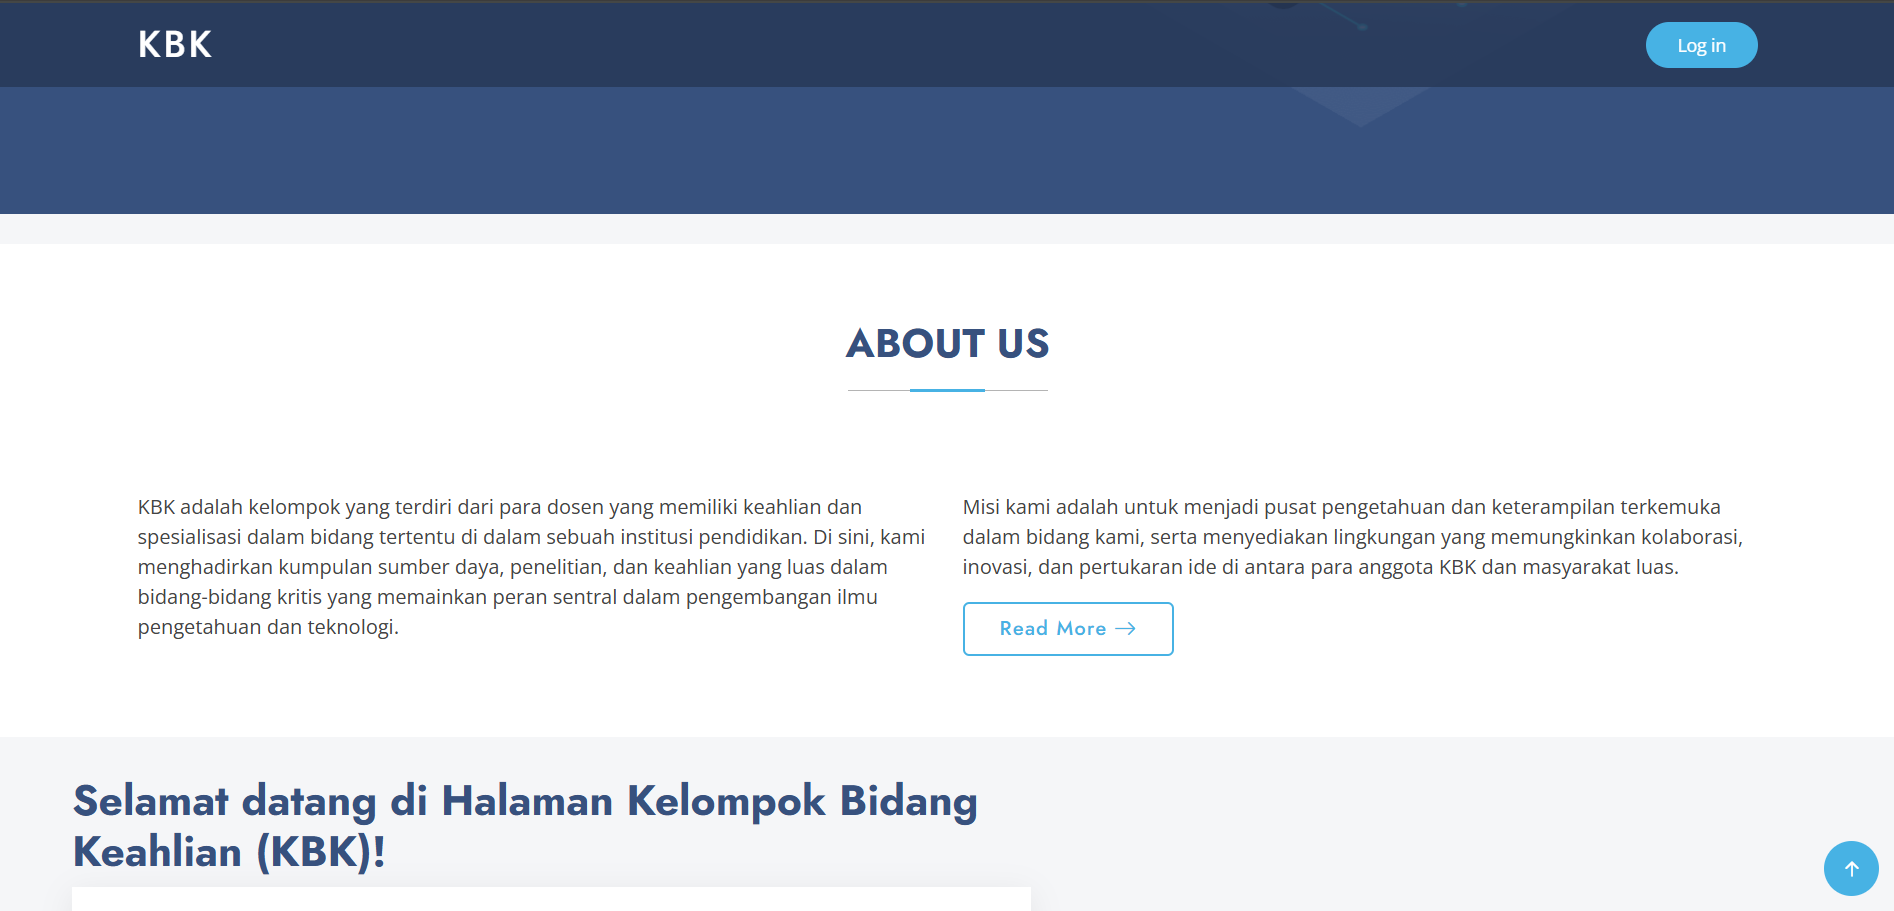 KBK
Log in
ABOUT US
KBK adalah kelompok yang terdiri dari para dosen yang memiliki keahlian dan
spesialisasi dalam bidang tertentu di dalam sebuah institusi pendidikan. Di sini, kami
menghadirkan kumpulan sumber daya, penelitian, dan keahlian yang luas dalam
bidang-bidang kritis yang memainkan peran sentral dalam pengembangan ilmu
pengetahuan dan teknologi.
Misi kami adalah untuk menjadi pusat pengetahuan dan keterampilan terkemuka
dalam bidang kami, serta menyediakan lingkungan yang memungkinkan kolaborasi,
inovasi, dan pertukaran ide di antara para anggota KBK dan masyarakat luas.
Read More
Selamat datang di Halaman Kelompok Bidang
Keahlian (KBK)!